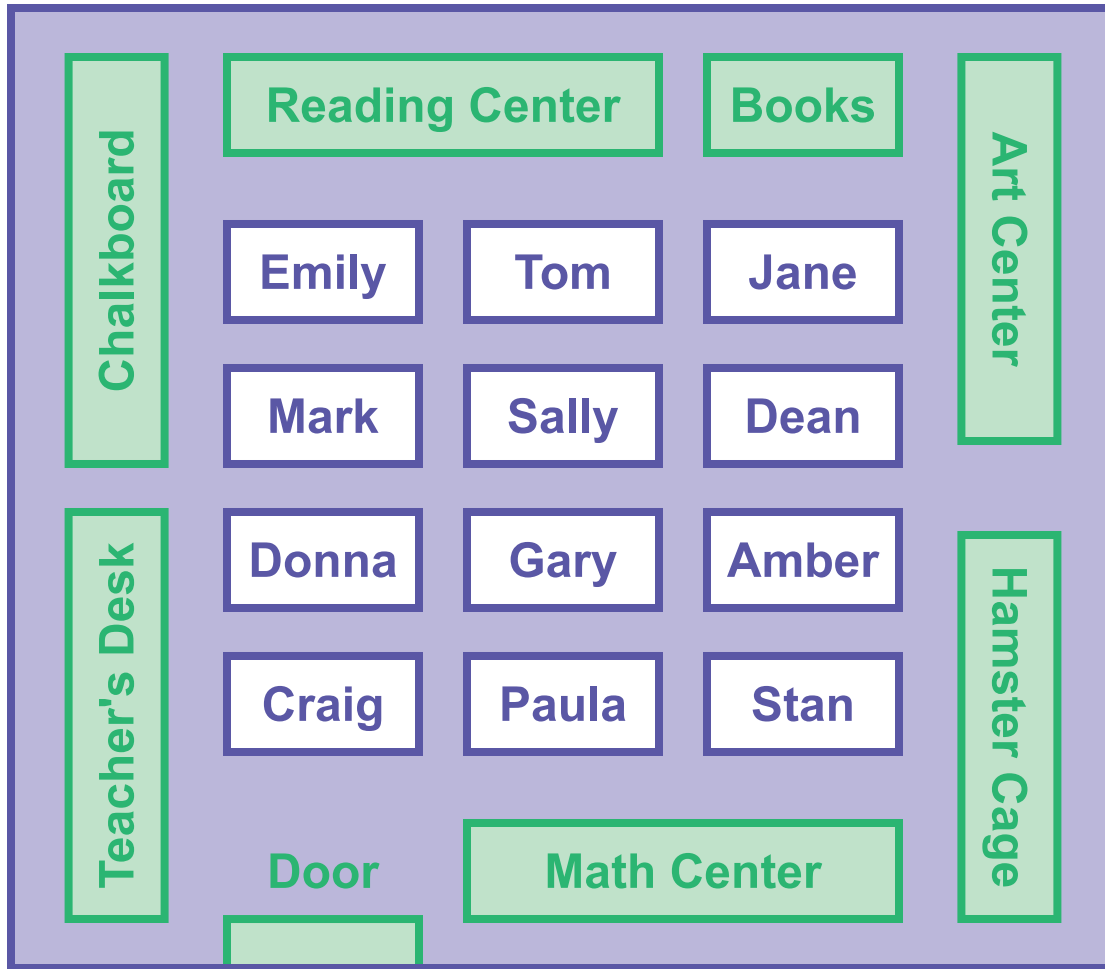 Reading Center
Books
Chalkboard
Art Center
Emily
Tom
Jane
Mark
Sally
Dean
Donna
Gary
Amber
Teacher's Desk
Hamster Cage
Craig
Paula
Stan
Door
Math Center